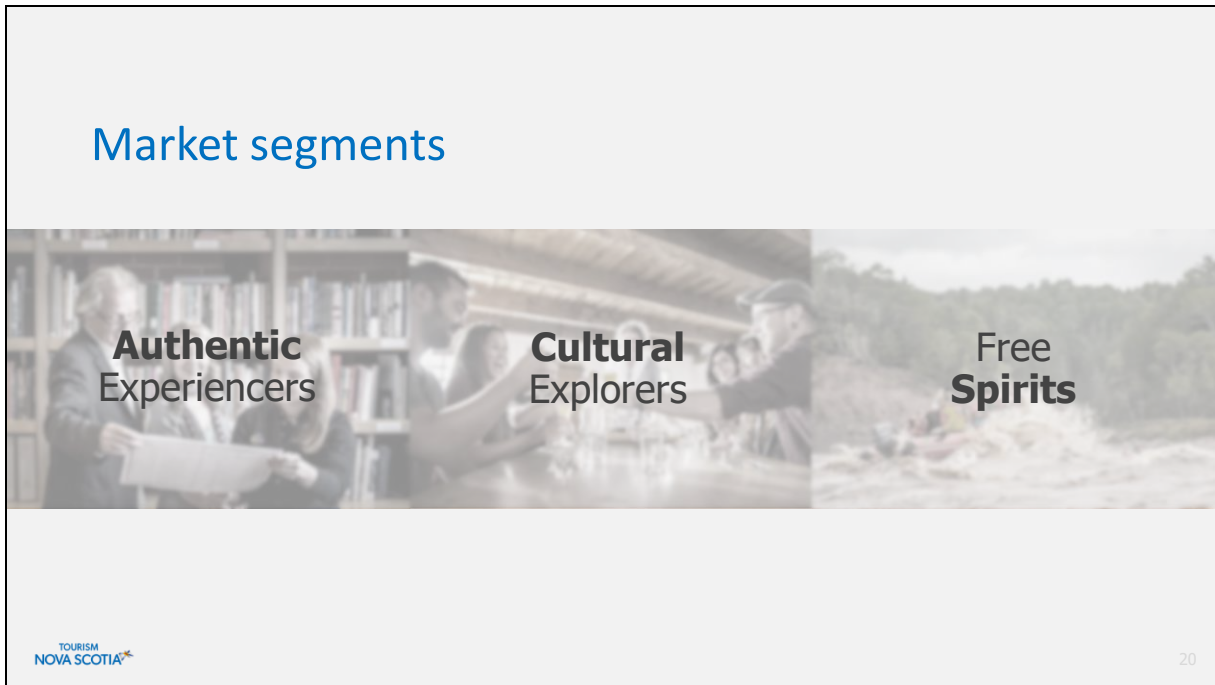 Market segments
Authentic
Experiencers
Cultural
Explorers
Free
Spirits
TOURISM
NOVA SCOTIA
20